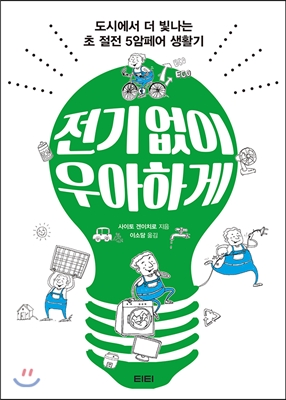 도시에서 더 빛나는
초 절전 5암페어 생활기
ECO
ECO
전기 없이
우아하게
사이토 겐이치로 지음
이소담 옮김
티티